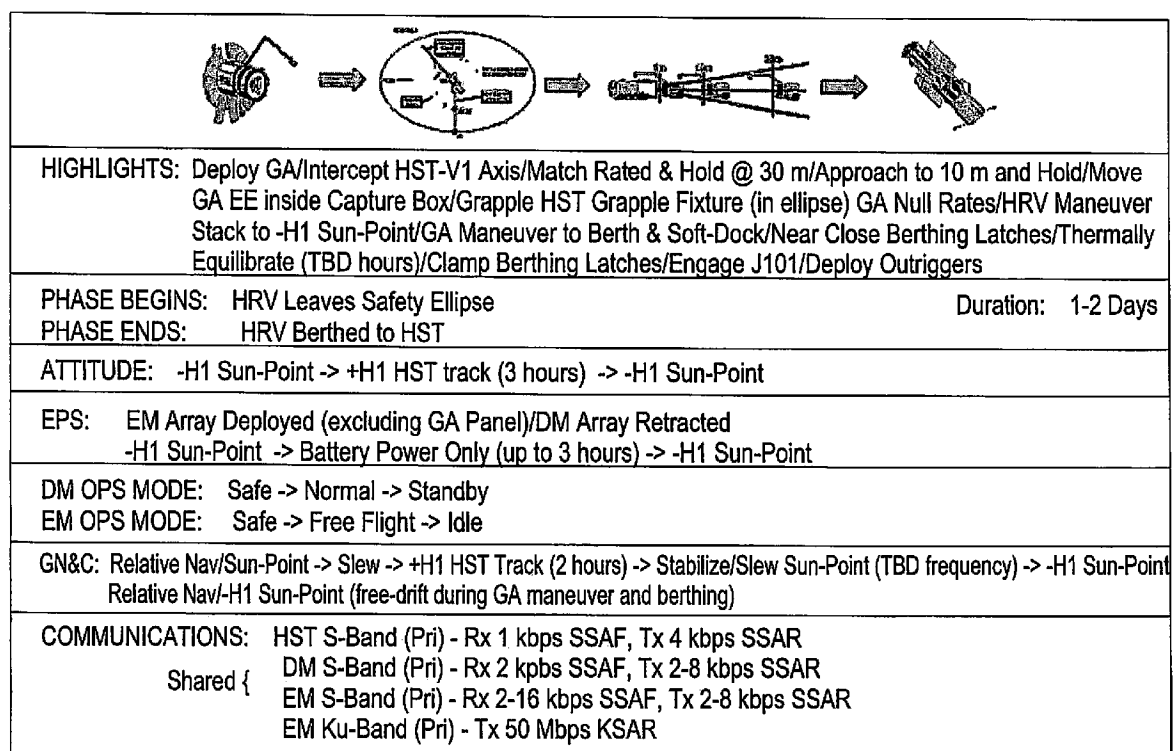 HIGHLIGHTS: Deploy GA/Intercept HST-V1 Axis/Match Rated & Hold @ 30 m/Approach to 10 m and Hold/Move
GA EE inside Capture Box/Grapple HST Grapple Fixture (in ellipse) GA Null Rates/HRV Maneuver
Stack to -H1 Sun-Point/GA Maneuver to Berth & Soft-Dock/Near Close Berthing Latches/Thermally
Equilibrate (TBD hours)/Clamp Berthing Latches/Engage J101/Deploy Outriggers
PHASE BEGINS: HRV Leaves Safety Ellipse Duration: 1-2 Days
PHASE ENDS: HRV Berthed to HST
ATTITUDE: -H1 Sun-Point -> +H1 HST track (3 hours) -> -H1 Sun-Point
EPS: EM Array Deployed (excluding GA Panel)/DM Array Retracted
-H1 Sun-Point -> Battery Power Only (up to 3 hours) -> -H1 Sun-Point
DM OPS MODE: Safe -> Normal -> Standby
EM OPS MODE: Safe -> Free Flight -> Idle
GN&C: Relative Nav/Sun-Point -> Slew -> +H1 HST Track (2 hours) -> Stabilize/Slew Sun-Point (TBD frequency) -> -H1 Sun-Point
Relative Nav/-H1 Sun-Point (free-drift during GA maneuver and berthing)
COMMUNICATIONS: HST S-Band (Pri) - Rx 1 kbps SSAF, Tx 4 kbps SSAR
Shared { DM S-Band (Pri) - Rx 2 kpbs SSAF, Tx 2-8 kbps SSAR
EM S-Band (Pri) - Rx 2-16 kbps SSAF, Tx 2-8 kbps SSAR
EM Ku-Band (Pri) - Tx 50 Mbps KSAR